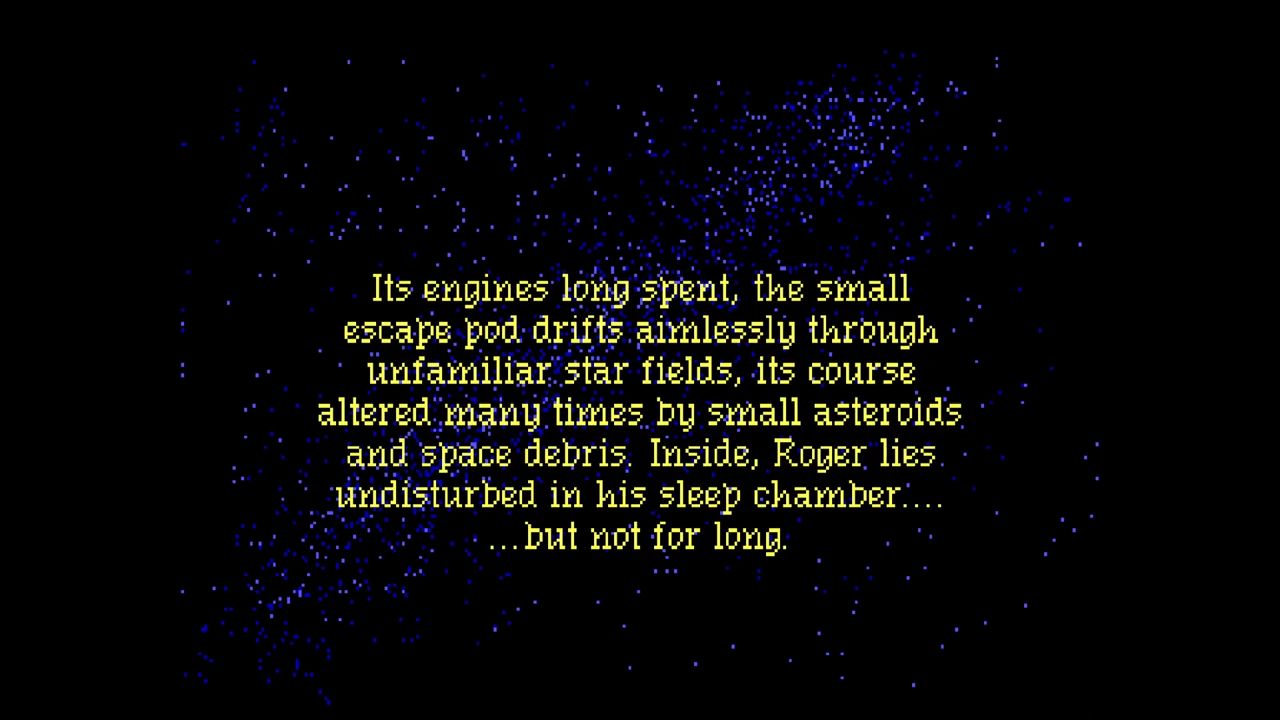 Its engines long spent, the small
escape pod drifts aimlessly through
unfamiliar star fields, its course
altered many times by small asteroids
and space debris. Inside, Roger lies
undisturbed in his sleep chamber....
...but not for long.